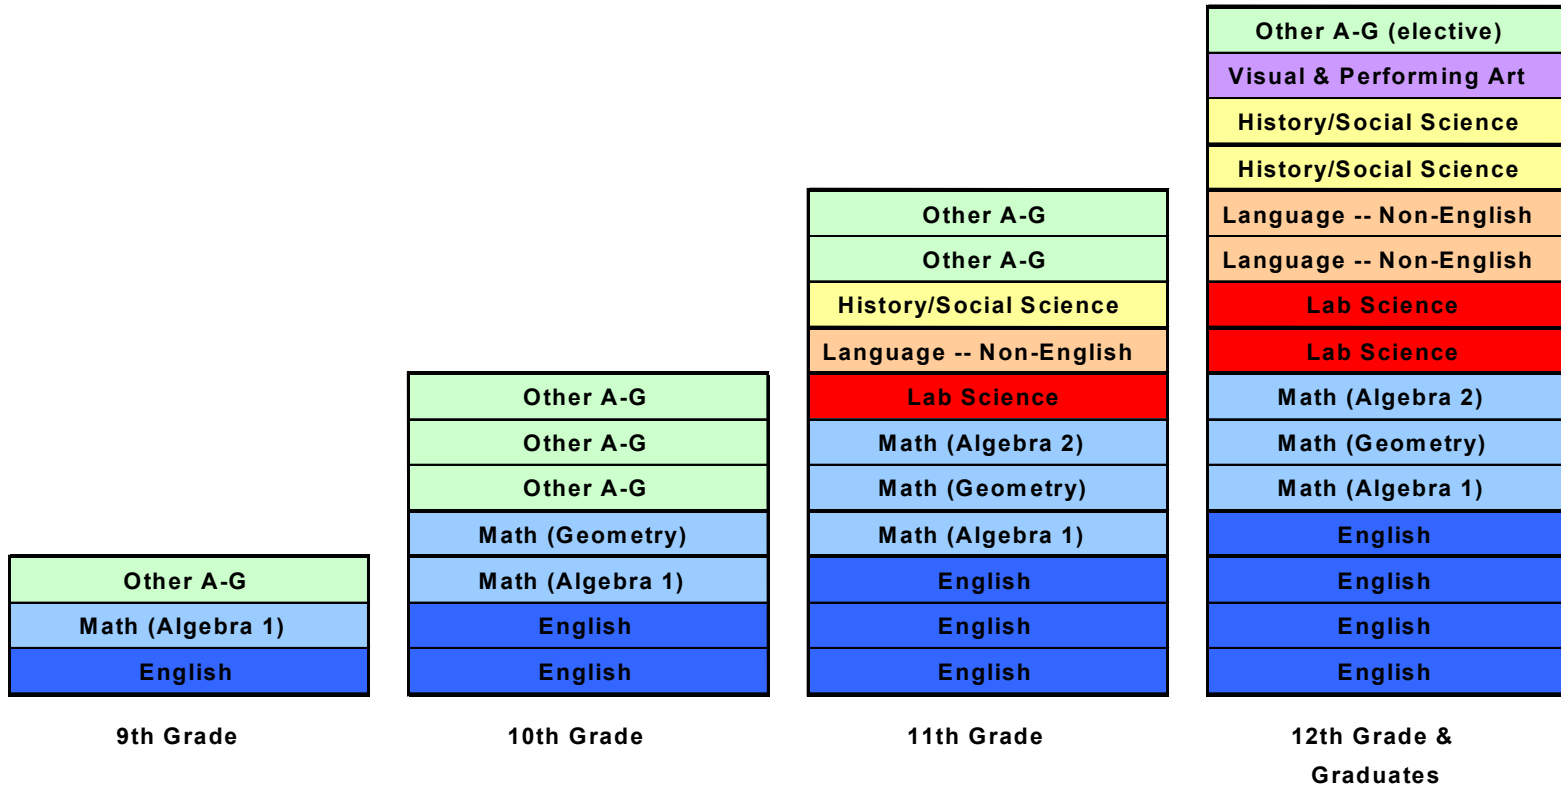 Other A-G
Math (Algebra 1)
English
9th Grade
Other A-G
Other A-G
Other A-G
Math (Geometry)
Math (Algebra 1)
English
English
10th Grade
Other A-G
Other A-G
History/Social Science
Language -- Non-English
Lab Science
Math (Algebra 2)
Math (Geometry)
Math (Algebra 1)
English
English
English
11th Grade
Other A-G (elective)
Visual & Performing Art
History/Social Science
History/Social Science
Language -- Non-English
Language -- Non-English
Lab Science
Lab Science
Math (Algebra 2)
Math (Geometry)
Math (Algebra 1)
English
English
English
English
12th Grade &
Graduates